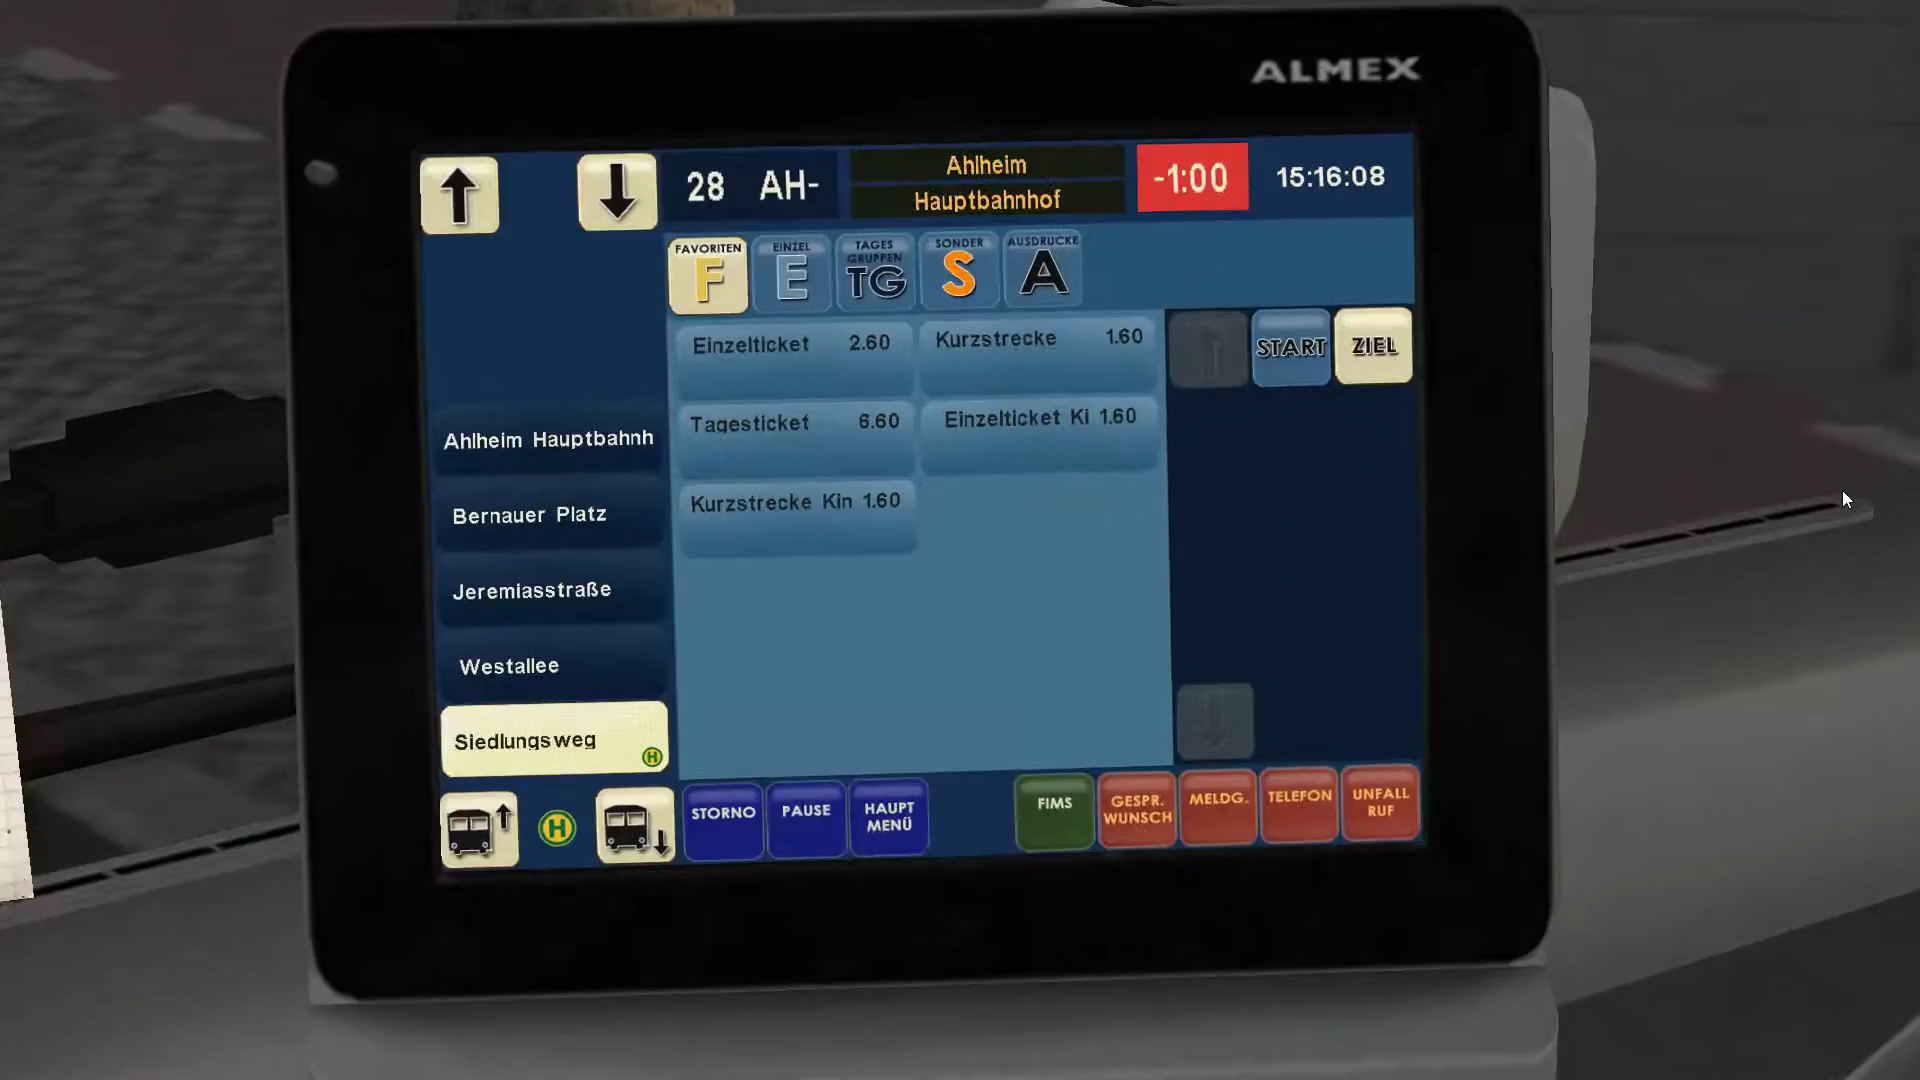 ALMEX
28 AH-
Ahlheim
Hauptbahnhof
-1:00
15:16:08
FAVORITEN
F
EINZEL
E
TAGES
GRUPPEN
TG
SONDER
S
AUSDRUCKE
A
Einzelticket 2.60
Kurzstrecke 1.60
START
ZIEL
Tagesticket 6.60
Einzelticket Ki 1.60
Kurzstrecke Kin 1.60
Ahlheim Hauptbahnh
Bernauer Platz
Jeremiasstraße
Westallee
Siedlungsweg
H
H
STORNO
PAUSE
HAUPT
MENÜ
FIMS
GESPR.
WUNSCH
MELDG.
TELEFON
UNFALL
RUF